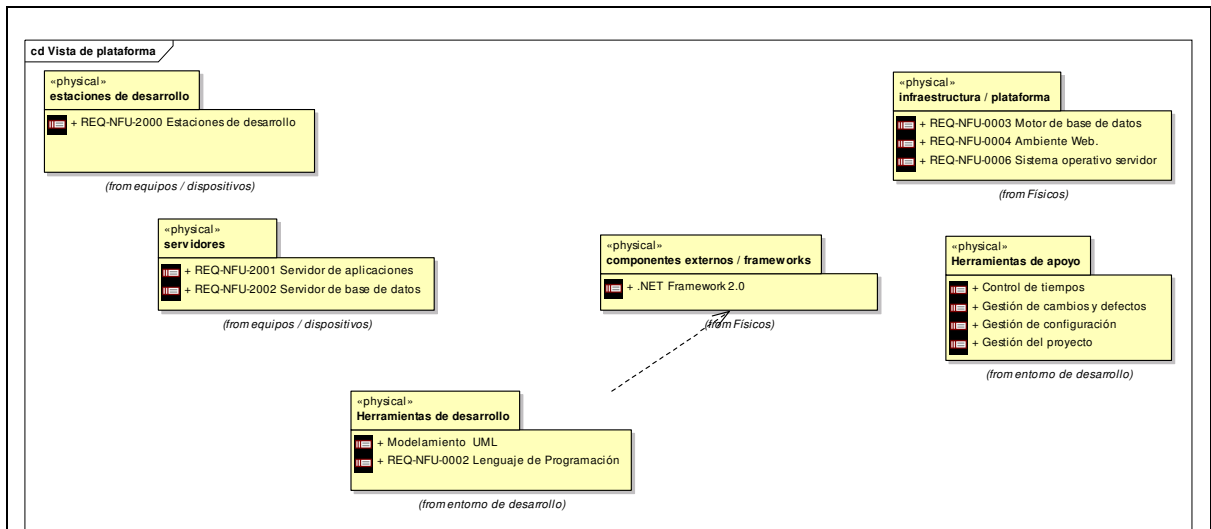 cd Vista de plataforma
«physical»
estaciones de desarrollo
+ REQ-NFU-2000 Estaciones de desarrollo
(from equipos / dispositivos)
«physical»
infraestructura / plataforma
+ REQ-NFU-0003 Motor de base de datos
+ REQ-NFU-0004 Ambiente Web.
+ REQ-NFU-0006 Sistema operativo servidor
(from Físicos)
«physical»
servidores
+ REQ-NFU-2001 Servidor de aplicaciones
+ REQ-NFU-2002 Servidor de base de datos
(from equipos / dispositivos)
«physical»
componentes externos / frameworks
+ .NET Framework 2.0
(from Físicos)
«physical»
Herramientas de apoyo
+ Control de tiempos
+ Gestión de cambios y defectos
+ Gestión de configuración
+ Gestión del proyecto
(from entorno de desarrollo)
«physical»
Herramientas de desarrollo
+ Modelamiento UML
+ REQ-NFU-0002 Lenguaje de Programación
(from entorno de desarrollo)